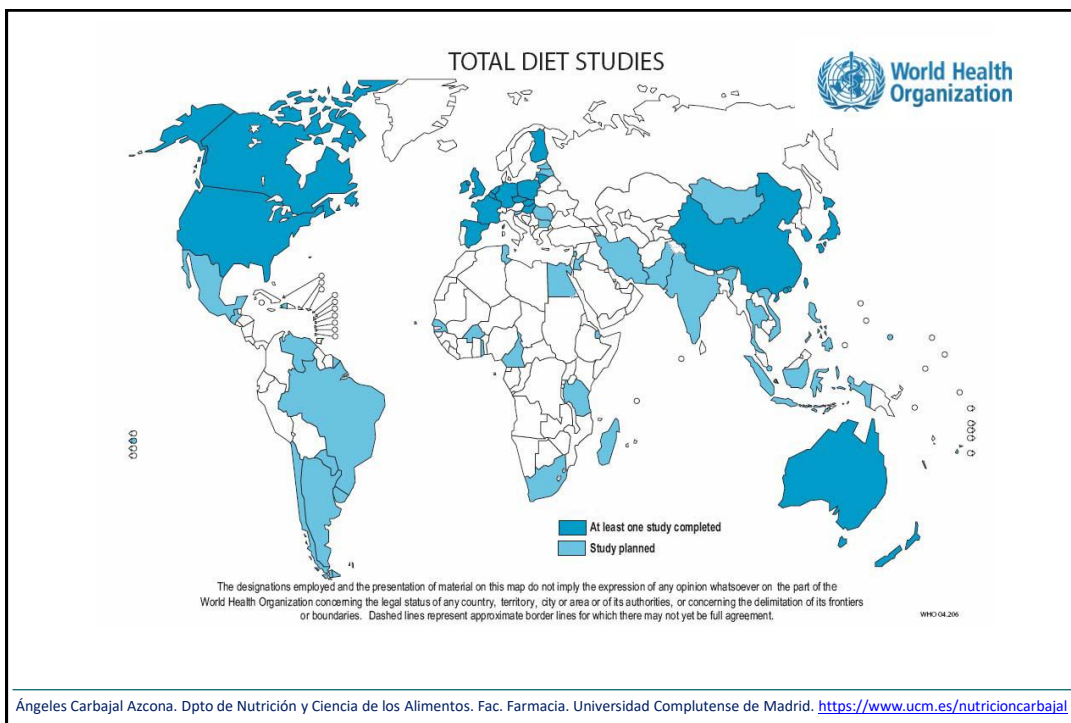 TOTAL DIET STUDIES
World Health
Organization
At least one study completed
Study planned
The designations employed and the presentation of material on this map do not imply the expression of any opinion whatsoever on the part of the
World Health Organization concerning the legal status of any country, territory, city or area or of its authorities, or concerning the delimitation of its frontiers
or boundaries. Dashed lines represent approximate border lines for which there may not yet be full agreement.
WHO 04.206
Ángeles Carbajal Azcona. Dpto de Nutrición y Ciencia de los Alimentos. Fac. Farmacia. Universidad Complutense de Madrid. https://www.ucm.es/nutricioncarbajal